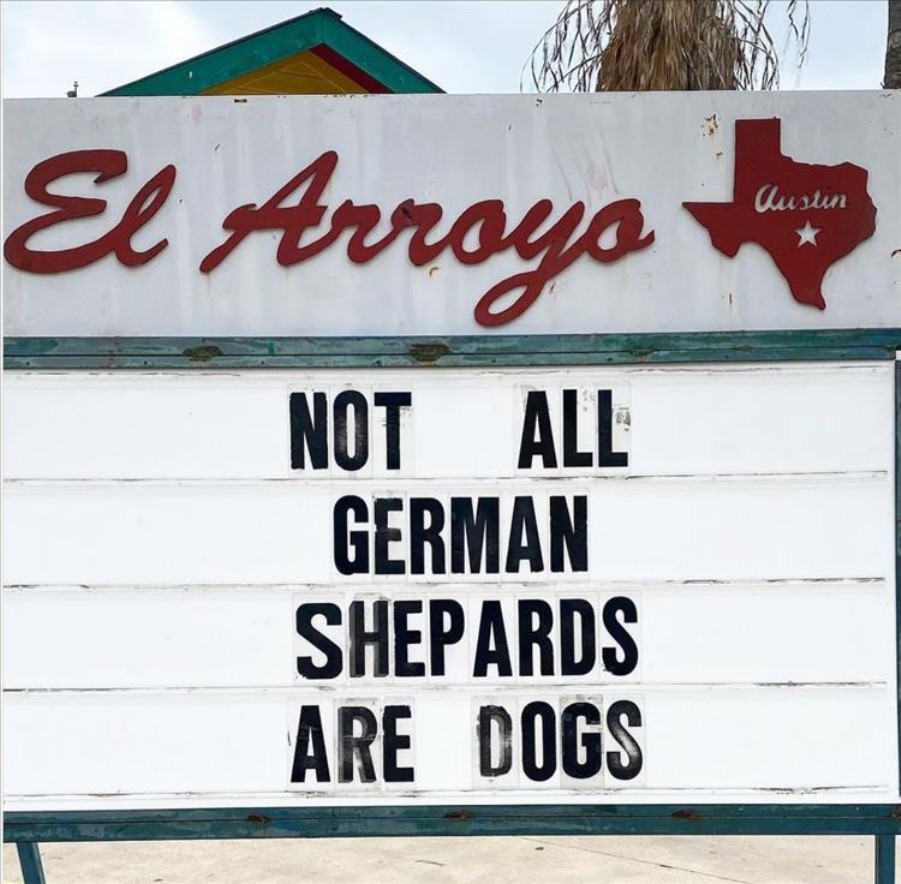 El Arroyo
Austin
NOT ALL
GERMAN
SHEPARDS
ARE DOGS